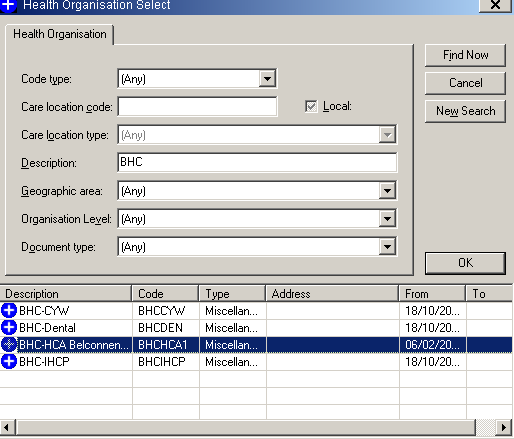 Health Organisation Select
Health Organisation
Code type: (Any)
Find Now
Cancel
Care location code:
Local:
New Search
Care location type: (Any)
Description: BHC
Geographic area: (Any)
Organisation Level: (Any)
Document type: (Any)
OK
Description Code Type Address From To
BHC-CYW BHCCYW Miscellan... 18/10/20...
BHC-Dental BHCDEN Miscellan... 18/10/20...
BHC-HCA Belconnen... BHCHCA1 Miscellan... 06/02/20...
BHC-IHCP BHCIHCP Miscellan... 18/10/20...